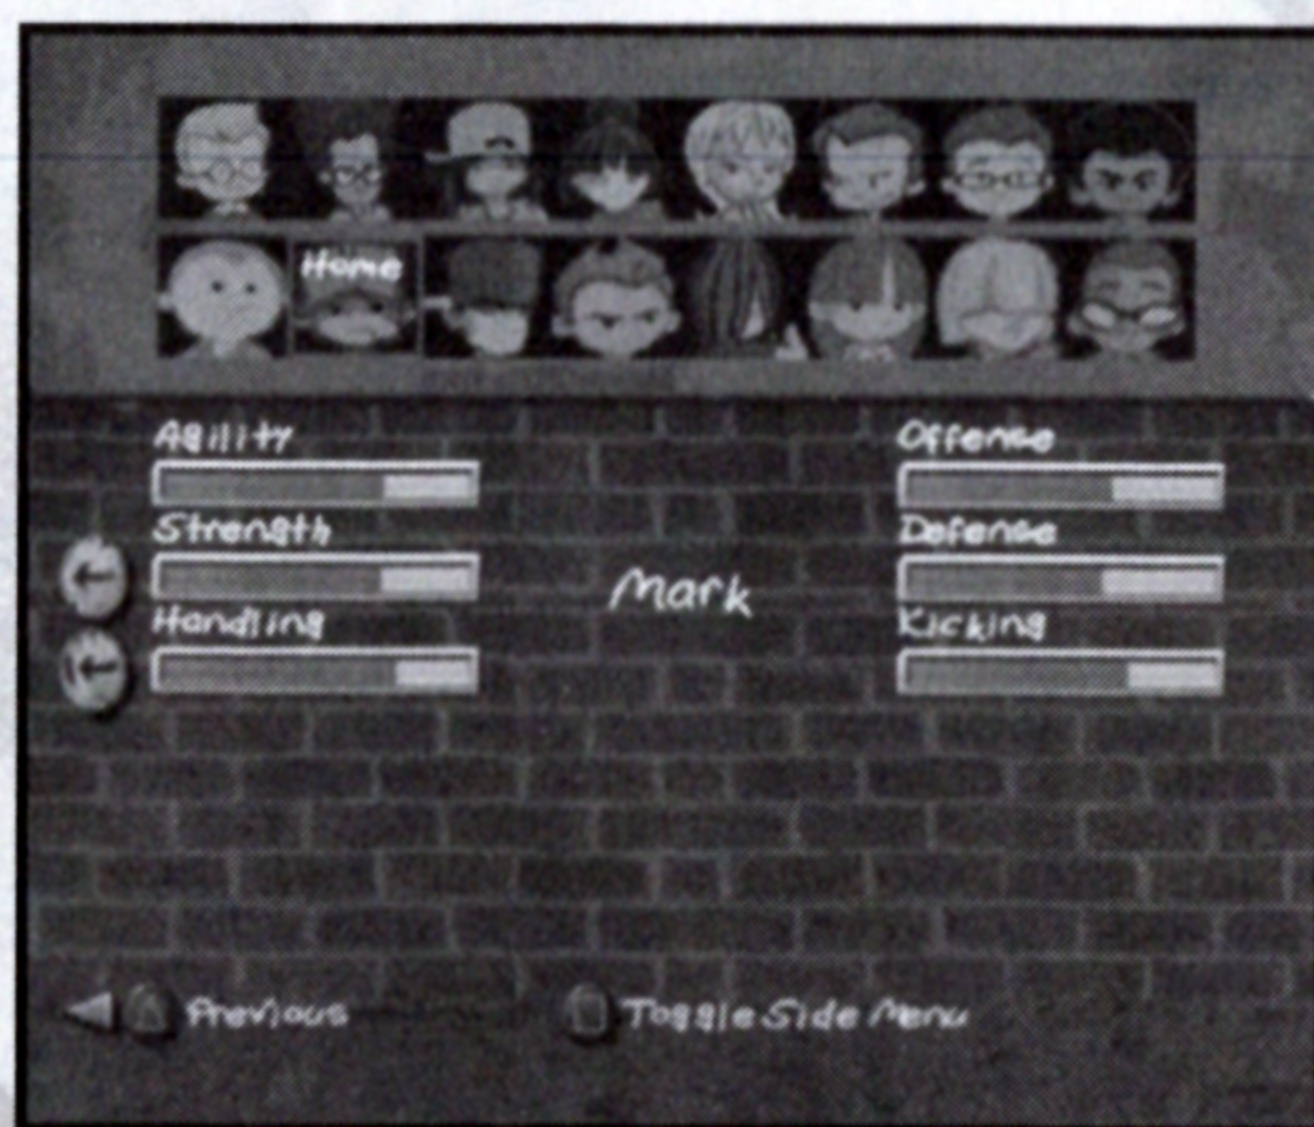 Home
Agility
Offense
Strength
Defense
Mark
Handling
Kicking
Previous
Toggle Side Menu